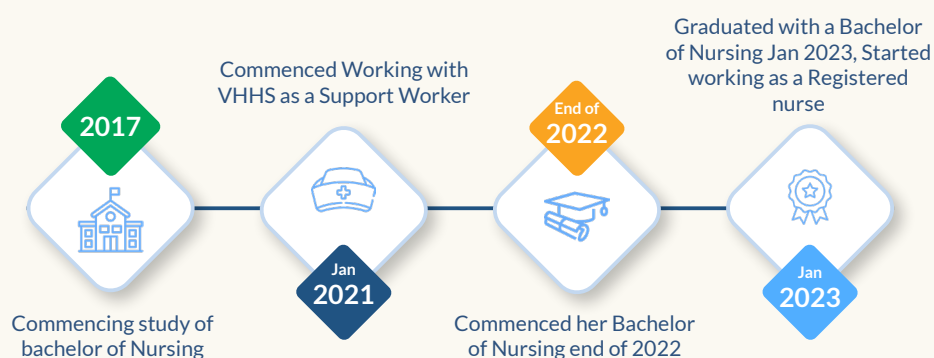 2017
Commencing study of
bachelor of Nursing
Commenced Working with
VHHS as a Support Worker
Jan
2021
End of
2022
Commenced her Bachelor
of Nursing end of 2022
Graduated with a Bachelor
of Nursing Jan 2023, Started
working as a Registered
nurse
Jan
2023